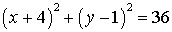 (x + 4)² + (y − 1)² = 36